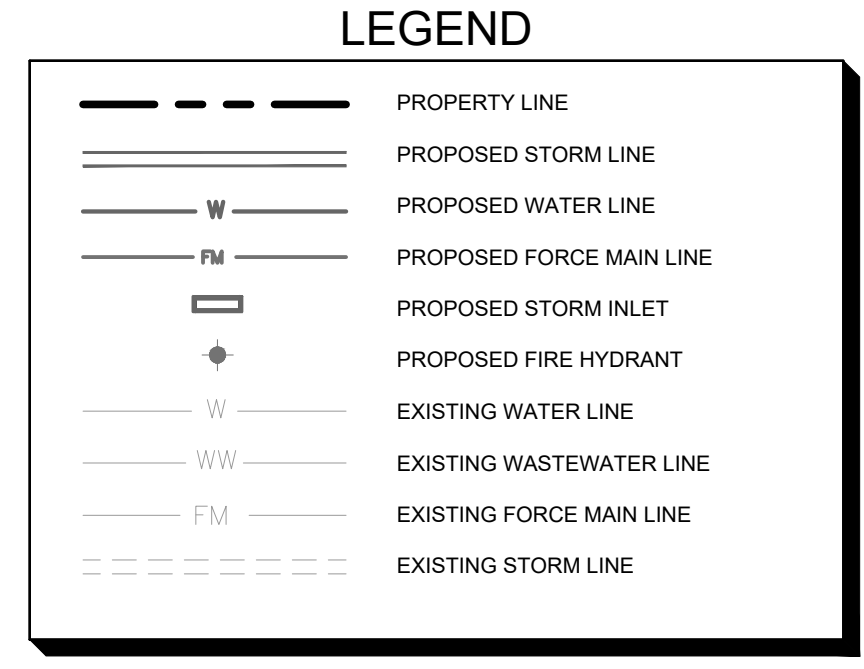 LEGEND
PROPERTY LINE
PROPOSED STORM LINE
W PROPOSED WATER LINE
FM PROPOSED FORCE MAIN LINE
PROPOSED STORM INLET
PROPOSED FIRE HYDRANT
W EXISTING WATER LINE
WW EXISTING WASTEWATER LINE
FM EXISTING FORCE MAIN LINE
EXISTING STORM LINE